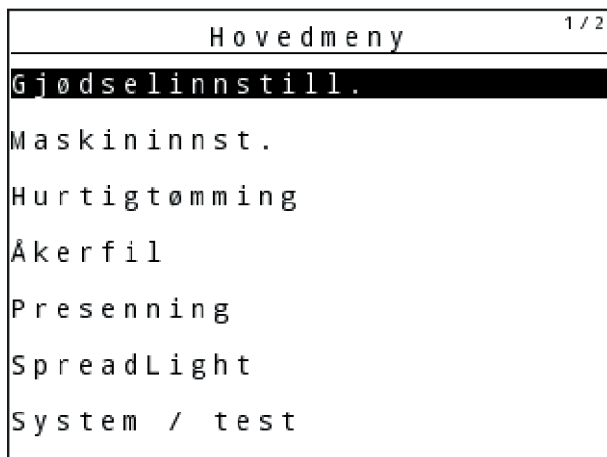 Hovedmeny 1/2
Gjødselinnstill.
Maskininnst.
Hurtigtømming
Åkerfil
Presenning
SpreadLight
System / test